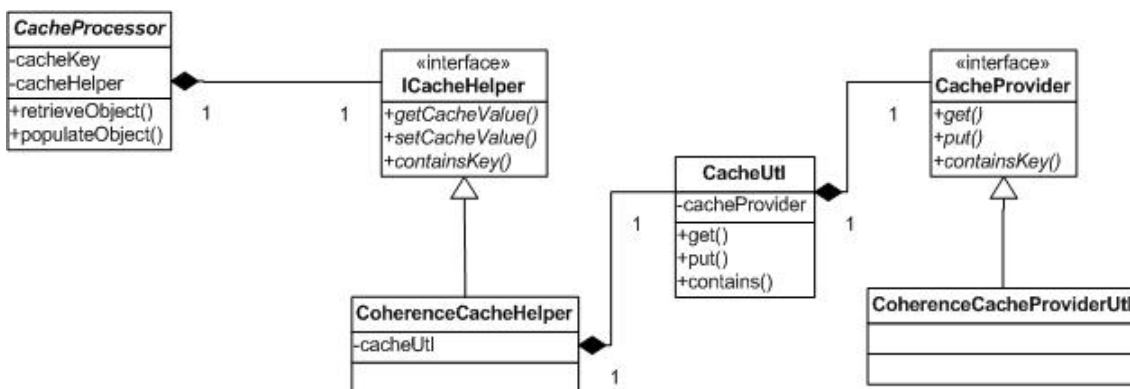 CacheProcessor
-cacheKey
-cacheHelper
+retrieveObject()
+populateObject()
1
1
«interface»
ICacheHelper
+getCacheValue()
+setCacheValue()
+containsKey()
CoherenceCacheHelper
-cacheUtl
1
1
CacheUtl
-cacheProvider
+get()
+put()
+contains()
1
1
«interface»
CacheProvider
+get()
+put()
+containsKey()
CoherenceCacheProviderUtl